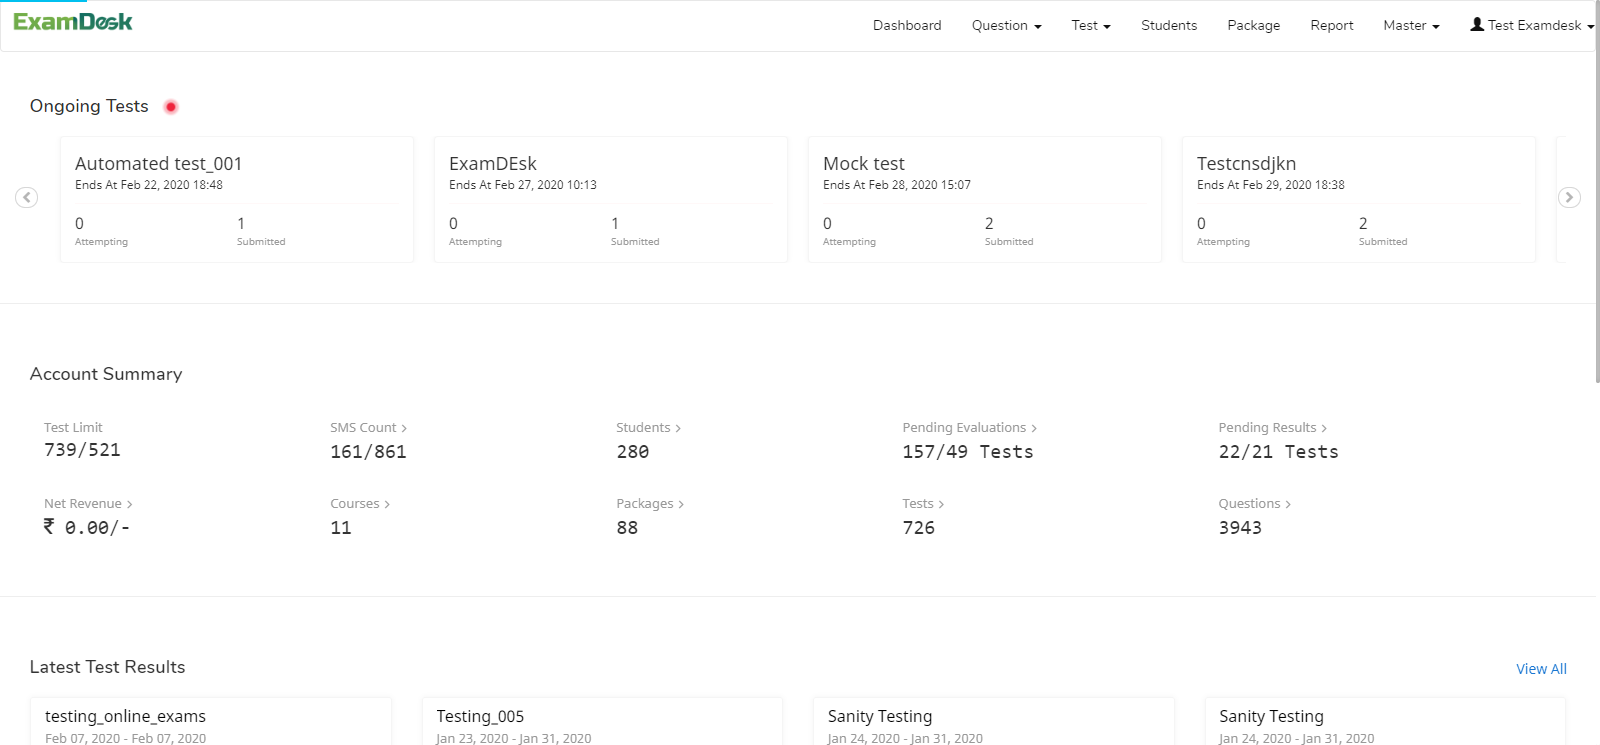 ExamDesk
Dashboard Question Test Students Package Report Master Test Examdesk
Ongoing Tests
Automated test_001
Ends At Feb 22, 2020 18:48
0 1
Attempting Submitted
ExamDEsk
Ends At Feb 27, 2020 10:13
0 1
Attempting Submitted
Mock test
Ends At Feb 28, 2020 15:07
0 2
Attempting Submitted
Testcnsdjkn
Ends At Feb 29, 2020 18:38
0 2
Attempting Submitted
Account Summary
Test Limit
739/521
SMS Count >
161/861
Students >
280
Pending Evaluations >
157/49 Tests
Pending Results >
22/21 Tests
Net Revenue >
₹ 0.00/-
Courses >
11
Packages >
88
Tests >
726
Questions >
3943
Latest Test Results
View All
testing_online_exams
Feb 07, 2020 - Feb 07, 2020
Testing_005
Jan 23, 2020 - Jan 31, 2020
Sanity Testing
Jan 24, 2020 - Jan 31, 2020
Sanity Testing
Jan 24, 2020 - Jan 31, 2020